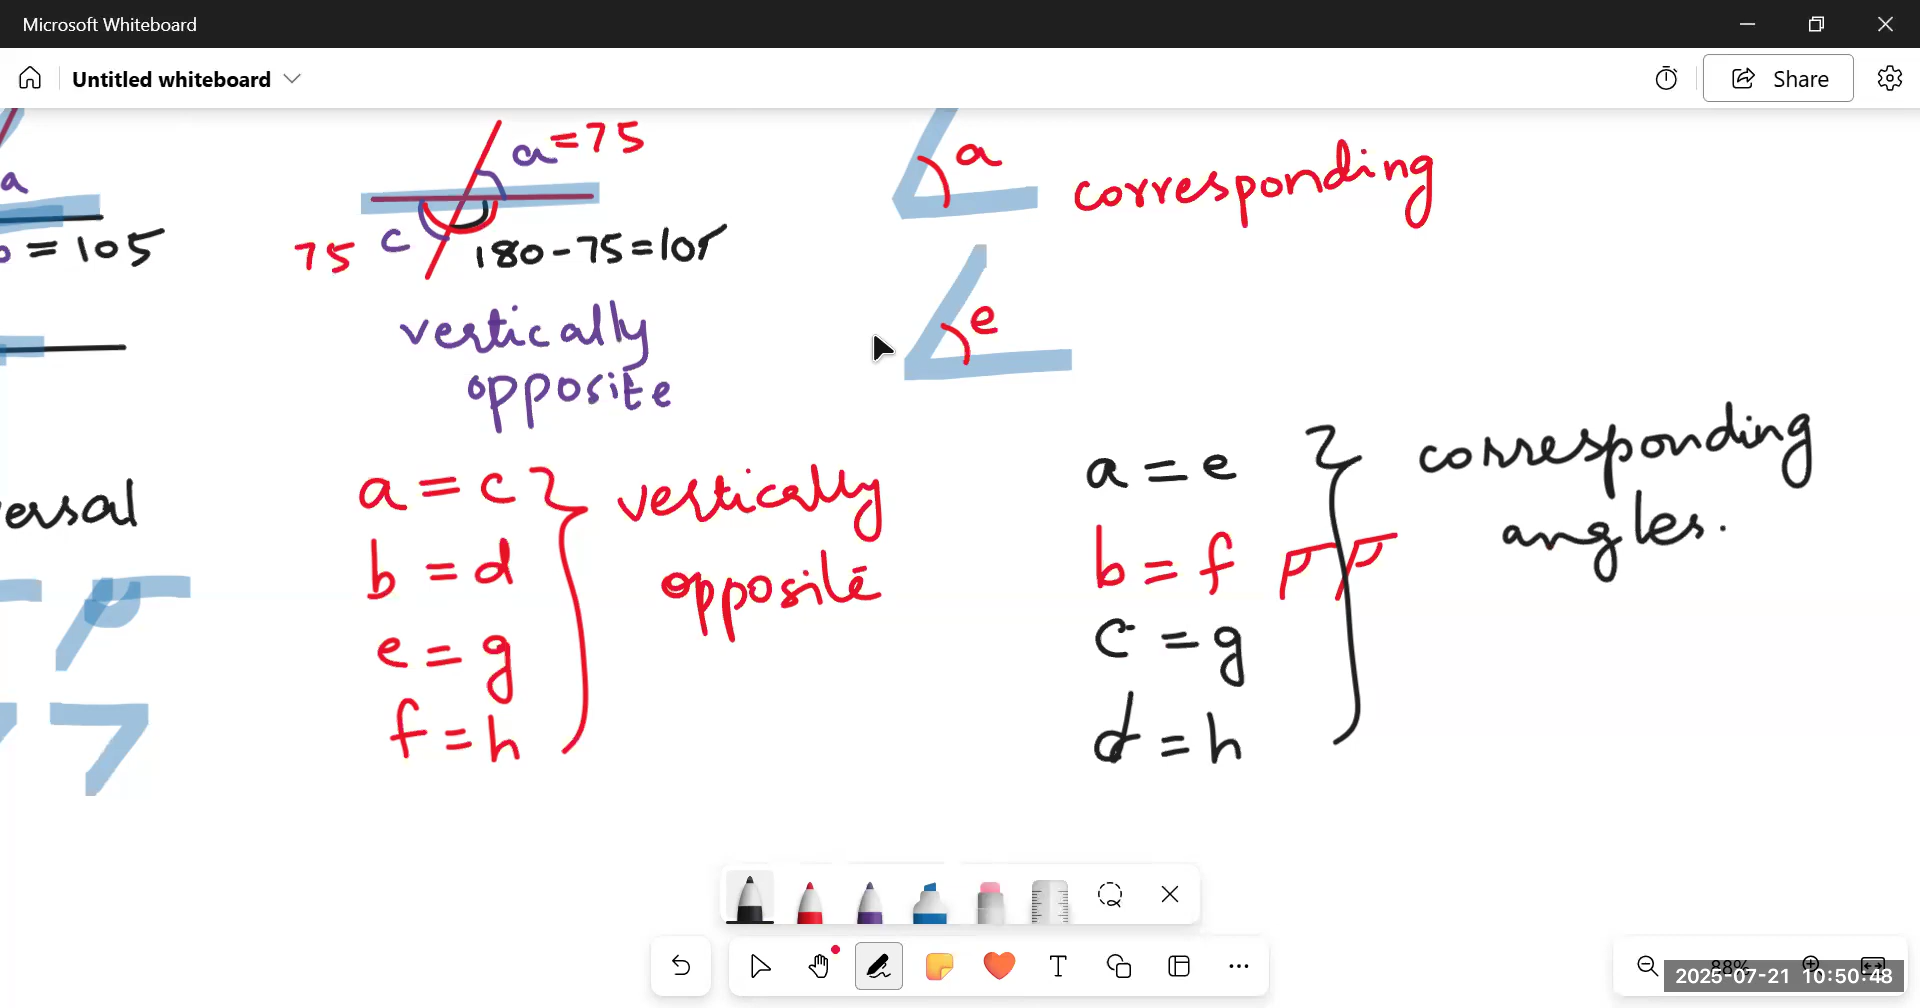 Microsoft Whiteboard
Untitled whiteboard
Share
a
= 105
a = 75
75 c 180 - 75 = 105
vertically
opposite
a
corresponding
e
ersal
a = c
b = d
e = g
f = h
vertically
opposite
a = e
b = f
c = g
d = h
corresponding
angles.
T
88%
2025-07-21 10:50:48